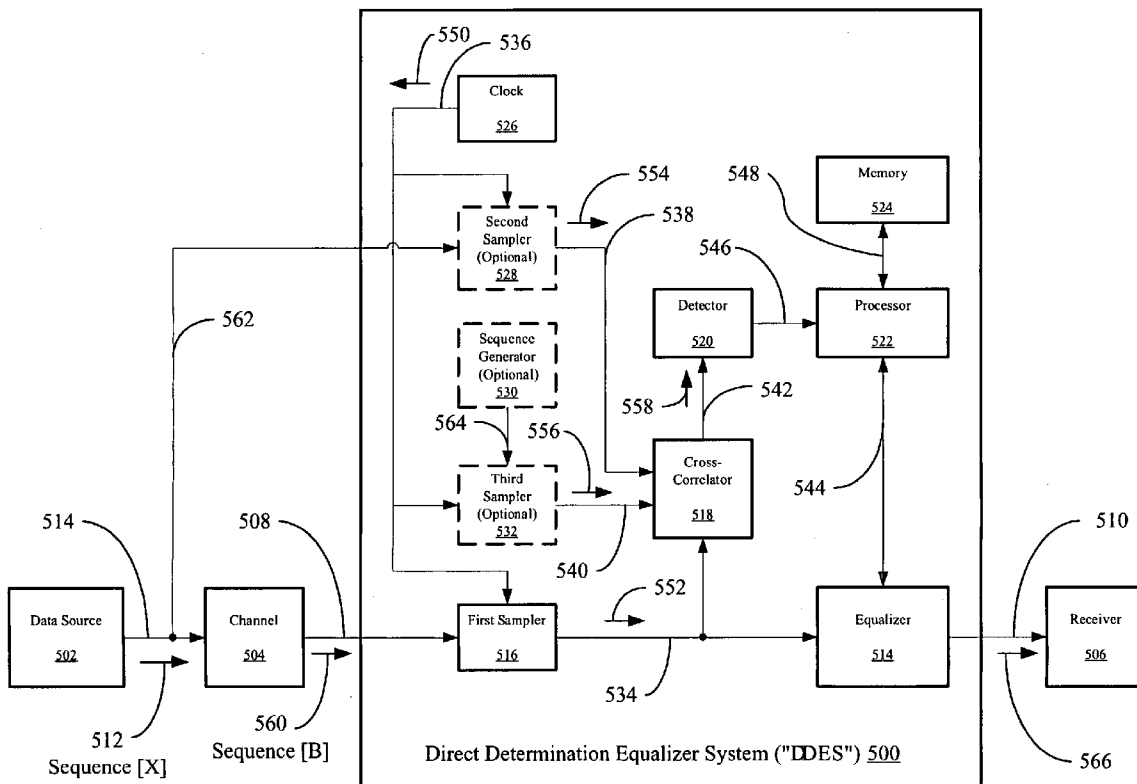 550
536
Clock
526
554
538
548
Memory
524
Second
Sampler
(Optional)
528
546
Detector
520
Processor
522
562
Sequence
Generator
(Optional)
530
558
542
564
556
Cross-
Correlator
518
544
Third
Sampler
(Optional)
532
514
508
540
510
552
Data Source
502
Channel
504
First Sampler
516
Equalizer
514
Receiver
506
534
512
Sequence [X]
560
Sequence [B]
566
Direct Determination Equalizer System ("DDES") 500